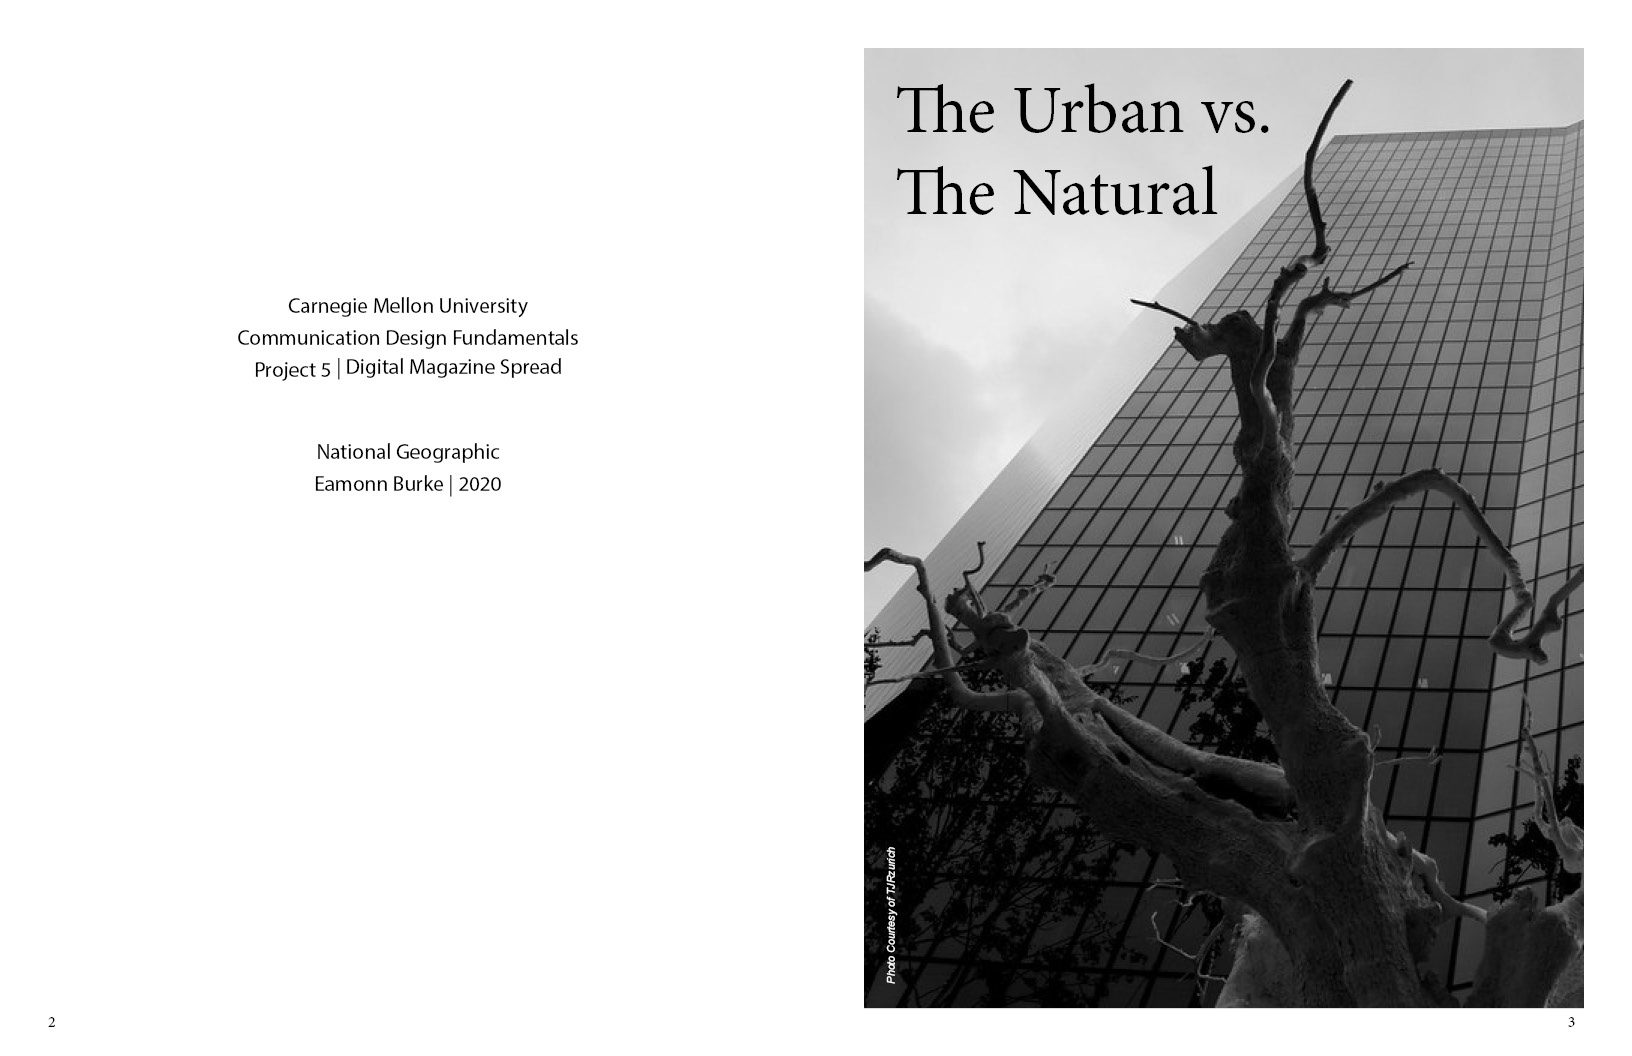 Carnegie Mellon University
Communication Design Fundamentals
Project 5 | Digital Magazine Spread
National Geographic
Eamonn Burke | 2020
2
The Urban vs.
The Natural
Photo Courtesy of TJRzurich
3